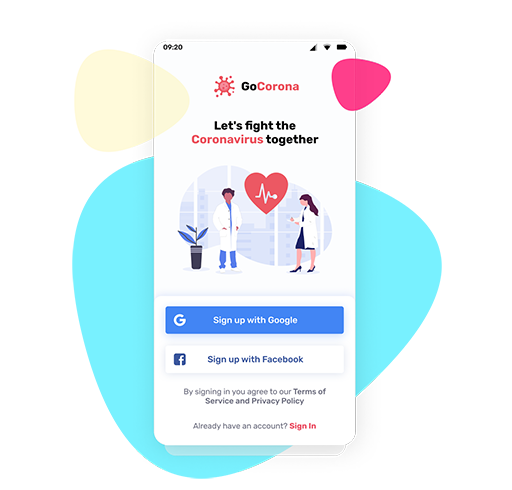 09:20
GoCorona
Let's fight the
Coronavirus together
Sign up with Google
Sign up with Facebook
By signing in you agree to our Terms of
Service and Privacy Policy
Already have an account? Sign In